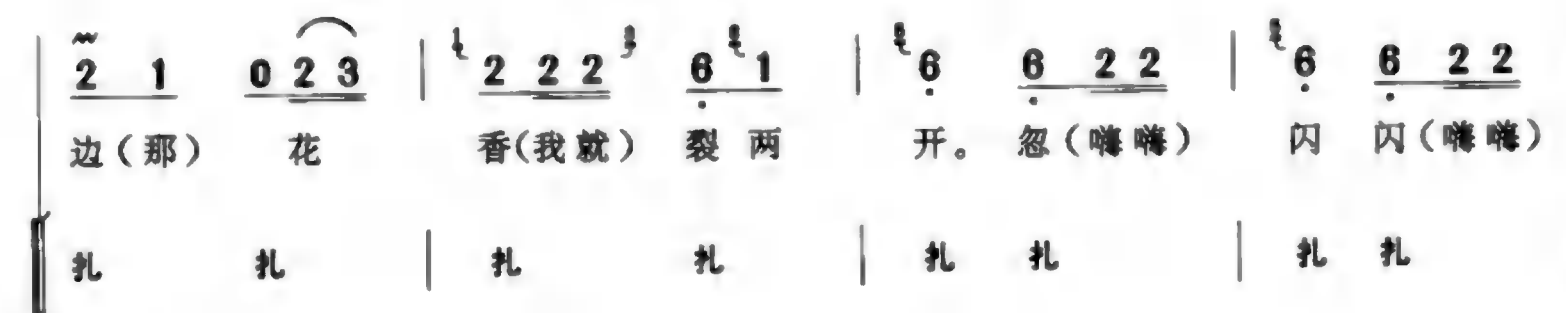 2 1 0 2 3 | 2 2 2 6 1 | 6 6 2 2 | 6 6 2 2
边（那） 花 香（我就） 裂 两 开。 忽（嗨嗨） 闪 闪（嗨嗨）
扎 扎 | 扎 扎 | 扎 扎 | 扎 扎